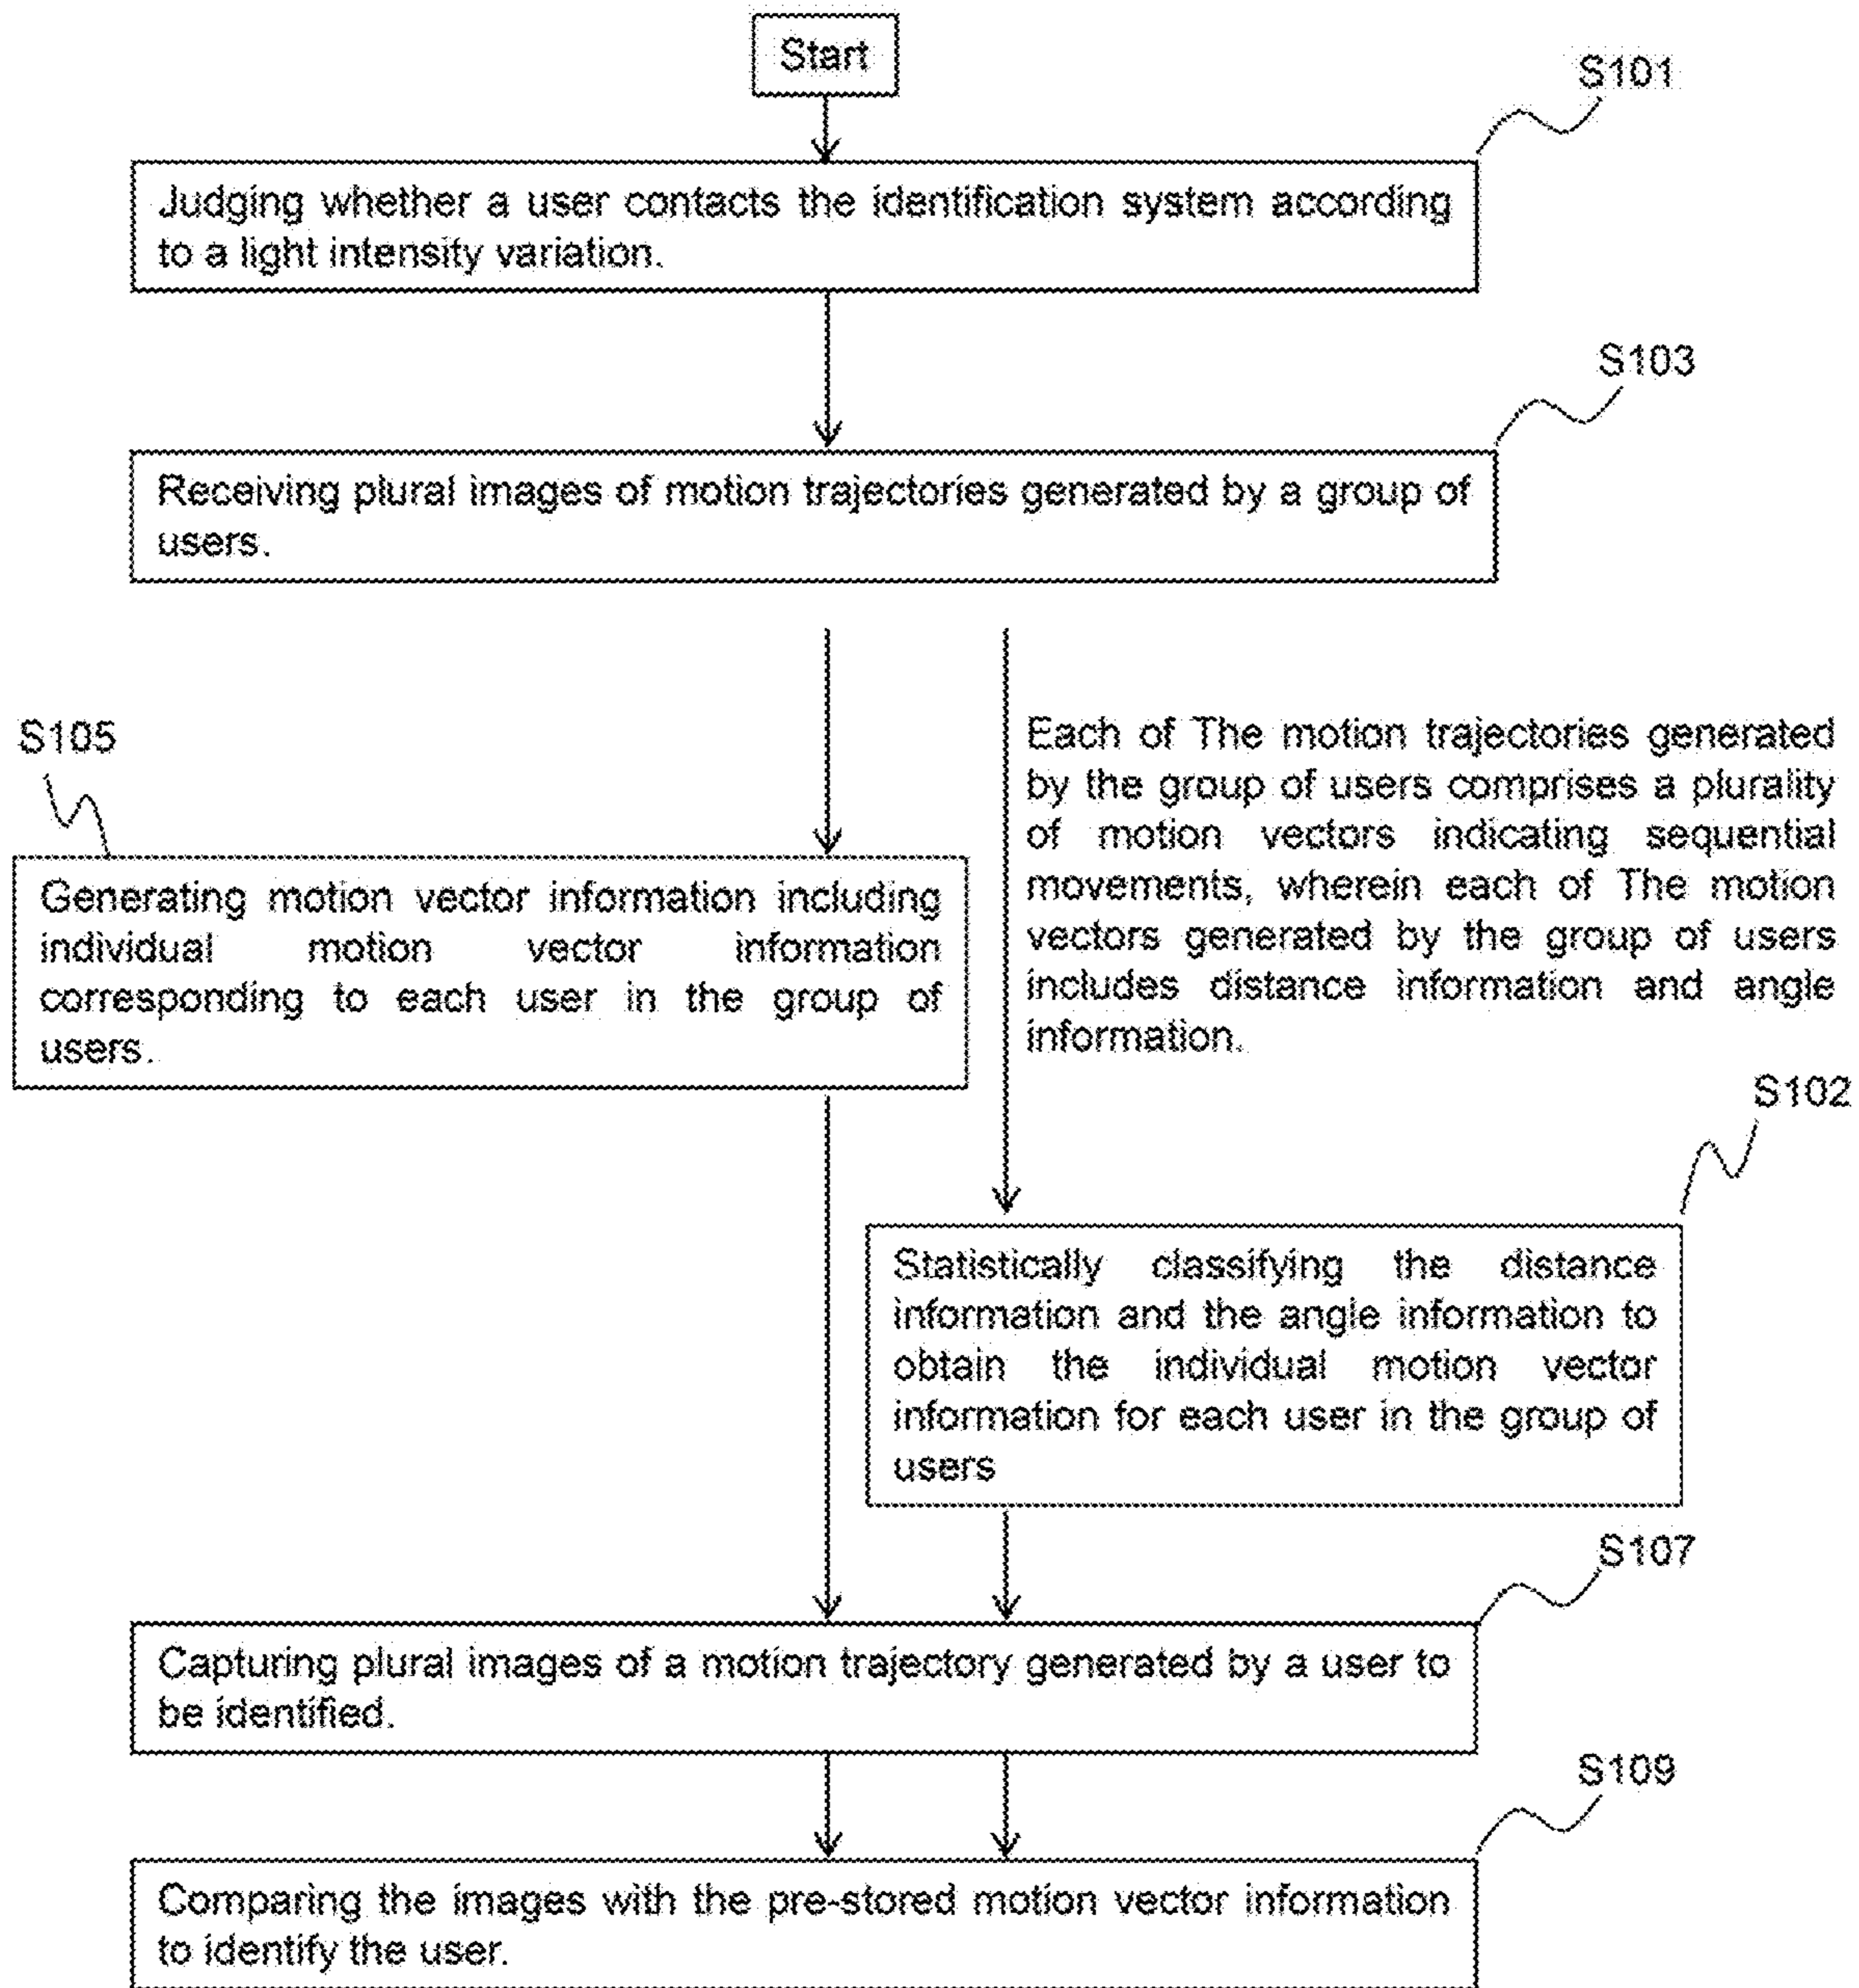 Start
S101
Judging whether a user contacts the identification system according
to a light intensity variation.
S103
Receiving plural images of motion trajectories generated by a group of
users.
S105
Generating motion vector information including
individual motion vector information
corresponding to each user in the group of
users.
Each of The motion trajectories generated
by the group of users comprises a plurality
of motion vectors indicating sequential
movements, wherein each of The motion
vectors generated by the group of users
includes distance information and angle
information.
S102
Statistically classifying the distance
information and the angle information to
obtain the individual motion vector
information for each user in the group of
users
S107
Capturing plural images of a motion trajectory generated by a user to
be identified.
S109
Comparing the images with the pre-stored motion vector information
to identify the user.